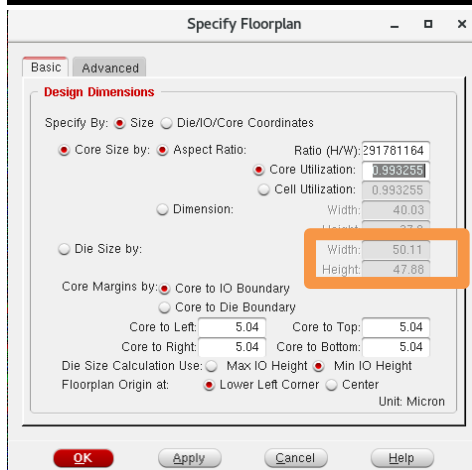 Specify Floorplan
Basic Advanced
Design Dimensions
Specify By: Size Die/IO/Core Coordinates
Core Size by: Aspect Ratio: Ratio (H/W): 291781164
Core Utilization: 0.993255
Cell Utilization: 0.993255
Dimension: Width: 40.03
Die Size by: Width: 50.11
Height: 47.88
Core Margins by: Core to IO Boundary
Core to Die Boundary
Core to Left: 5.04 Core to Top: 5.04
Core to Right: 5.04 Core to Bottom: 5.04
Die Size Calculation Use: Max IO Height Min IO Height
Floorplan Origin at: Lower Left Corner Center
Unit: Micron
OK Apply Cancel Help